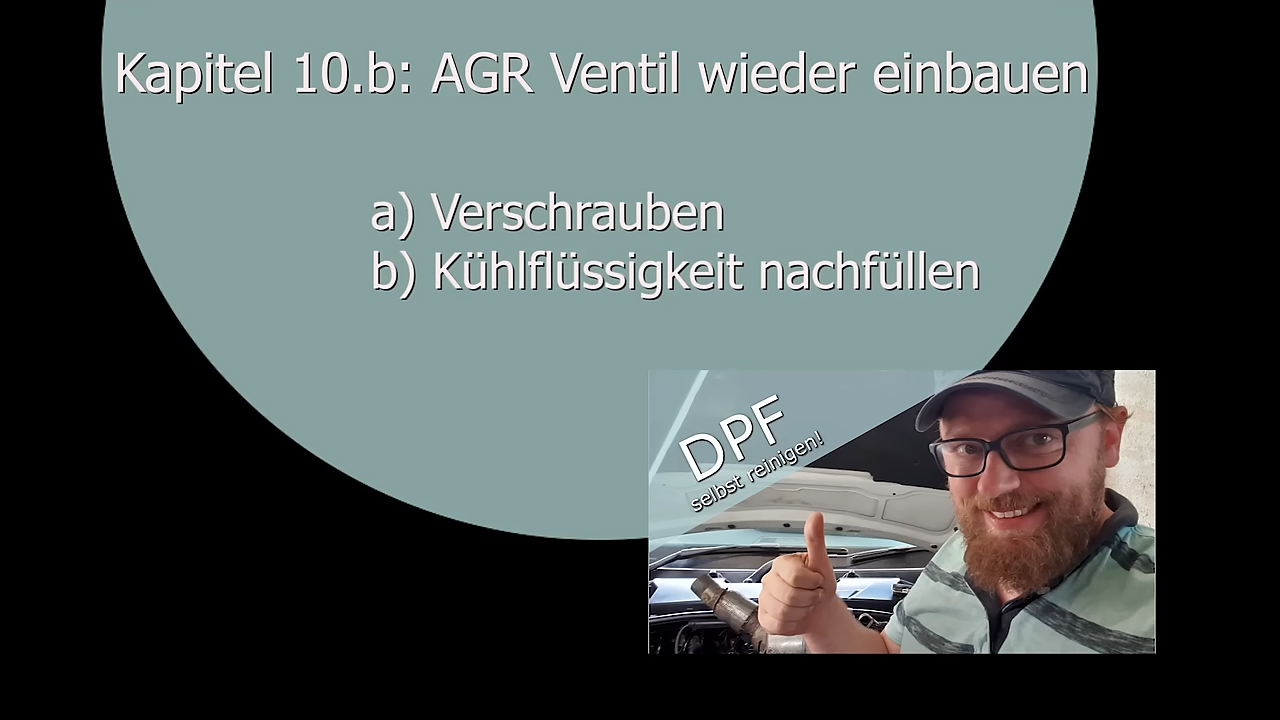 Kapitel 10.b: AGR Ventil wieder einbauen
a) Verschrauben
b) Kühlflüssigkeit nachfüllen
DPF
selbst reinigen!